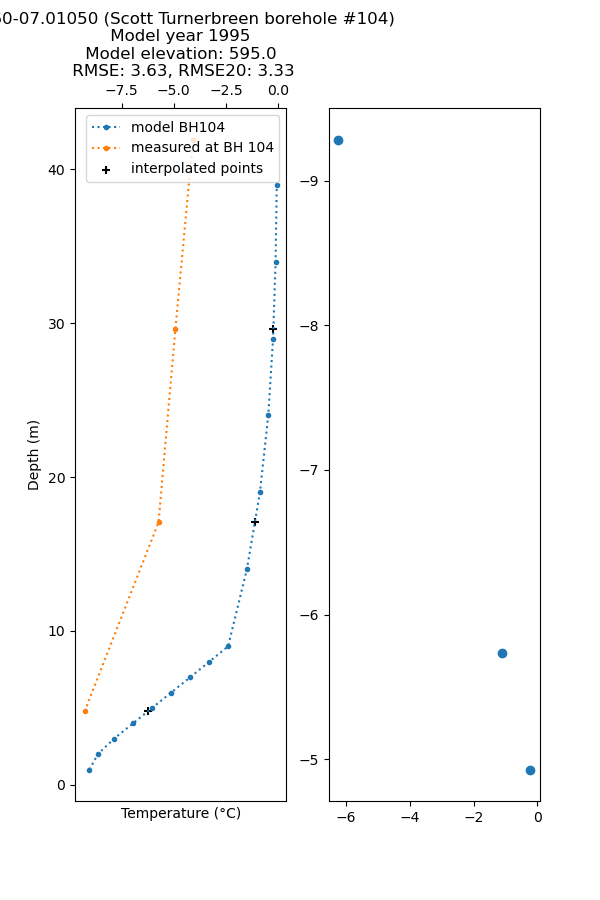 60-07.01050 (Scott Turnerbreen borehole #104)
Model year 1995
Model elevation: 595.0
RMSE: 3.63, RMSE20: 3.33
−7.5 −5.0 −2.5 0.0
model BH104
measured at BH 104
interpolated points
40
30
20
10
0
Depth (m)
Temperature (°C)
−9
−8
−7
−6
−5
−6 −4 −2 0